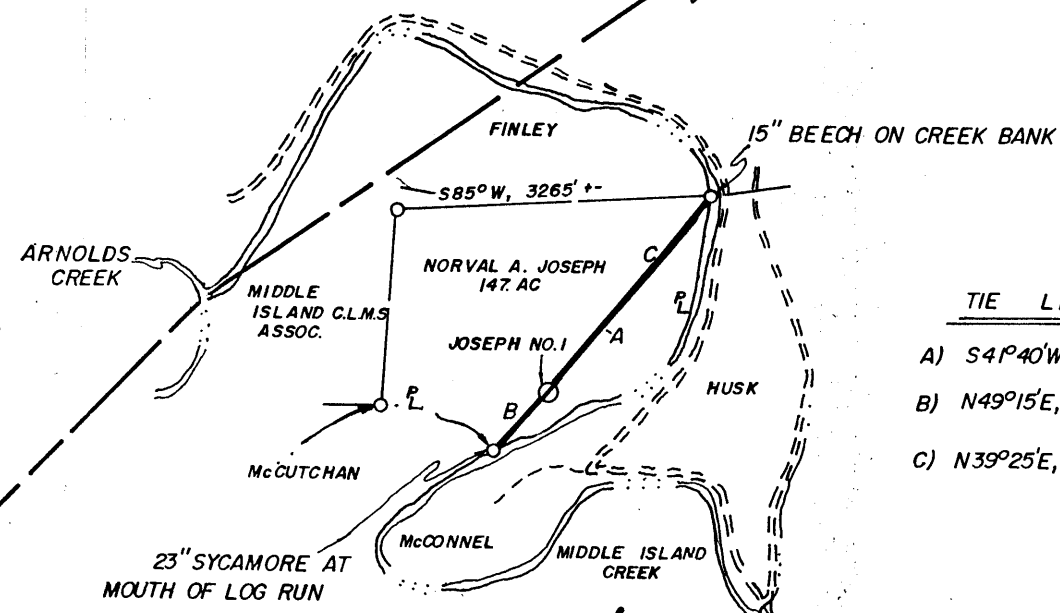 FINLEY
15" BEECH ON CREEK BANK
S85°W, 3265' +-
ARNOLDS
CREEK
NORVAL A. JOSEPH
147. AC
C
MIDDLE
ISLAND C.L.M.S
ASSOC.
PL
TIE L
JOSEPH NO. 1
A
A) S41°40'W
HUSK
PL
B
B) N49°15'E,
McCUTCHAN
C) N39°25'E,
McCONNEL
MIDDLE ISLAND
CREEK
23" SYCAMORE AT
MOUTH OF LOG RUN